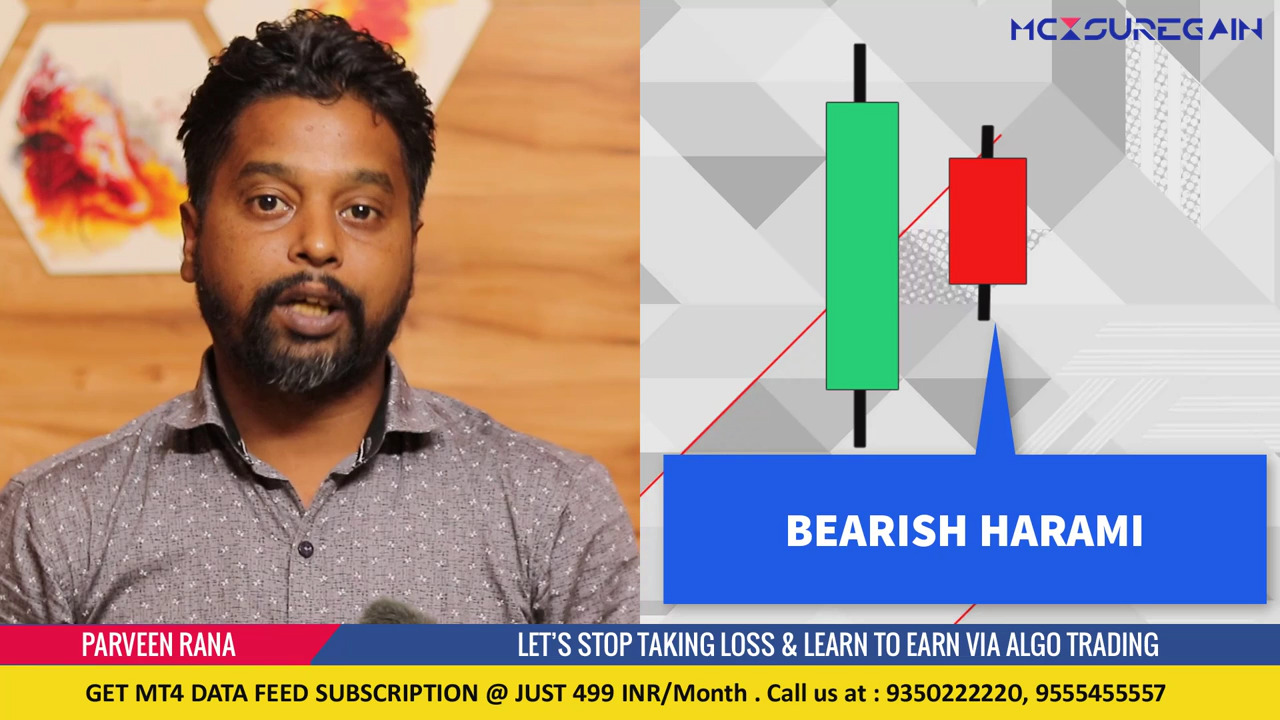 MCXSUREGAIN
BEARISH HARAMI
PARVEEN RANA
LET'S STOP TAKING LOSS & LEARN TO EARN VIA ALGO TRADING
GET MT4 DATA FEED SUBSCRIPTION @ JUST 499 INR/Month . Call us at : 9350222220, 9555455557